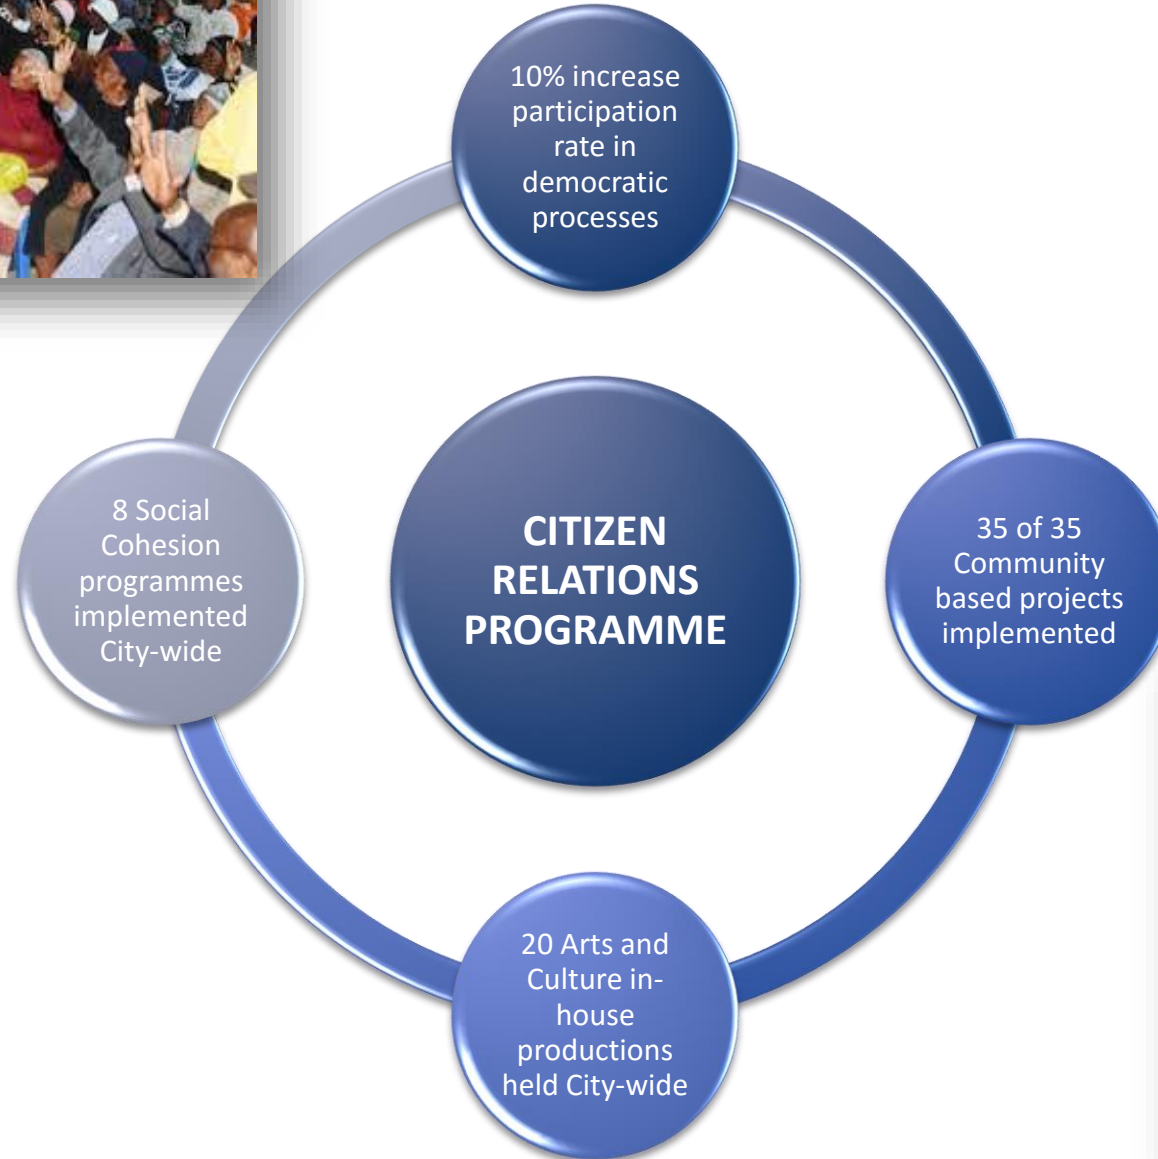 10% increase
participation
rate in
democratic
processes
CITIZEN
RELATIONS
PROGRAMME
35 of 35
Community
based projects
implemented
20 Arts and
Culture in-
house
productions
held City-wide
8 Social
Cohesion
programmes
implemented
City-wide